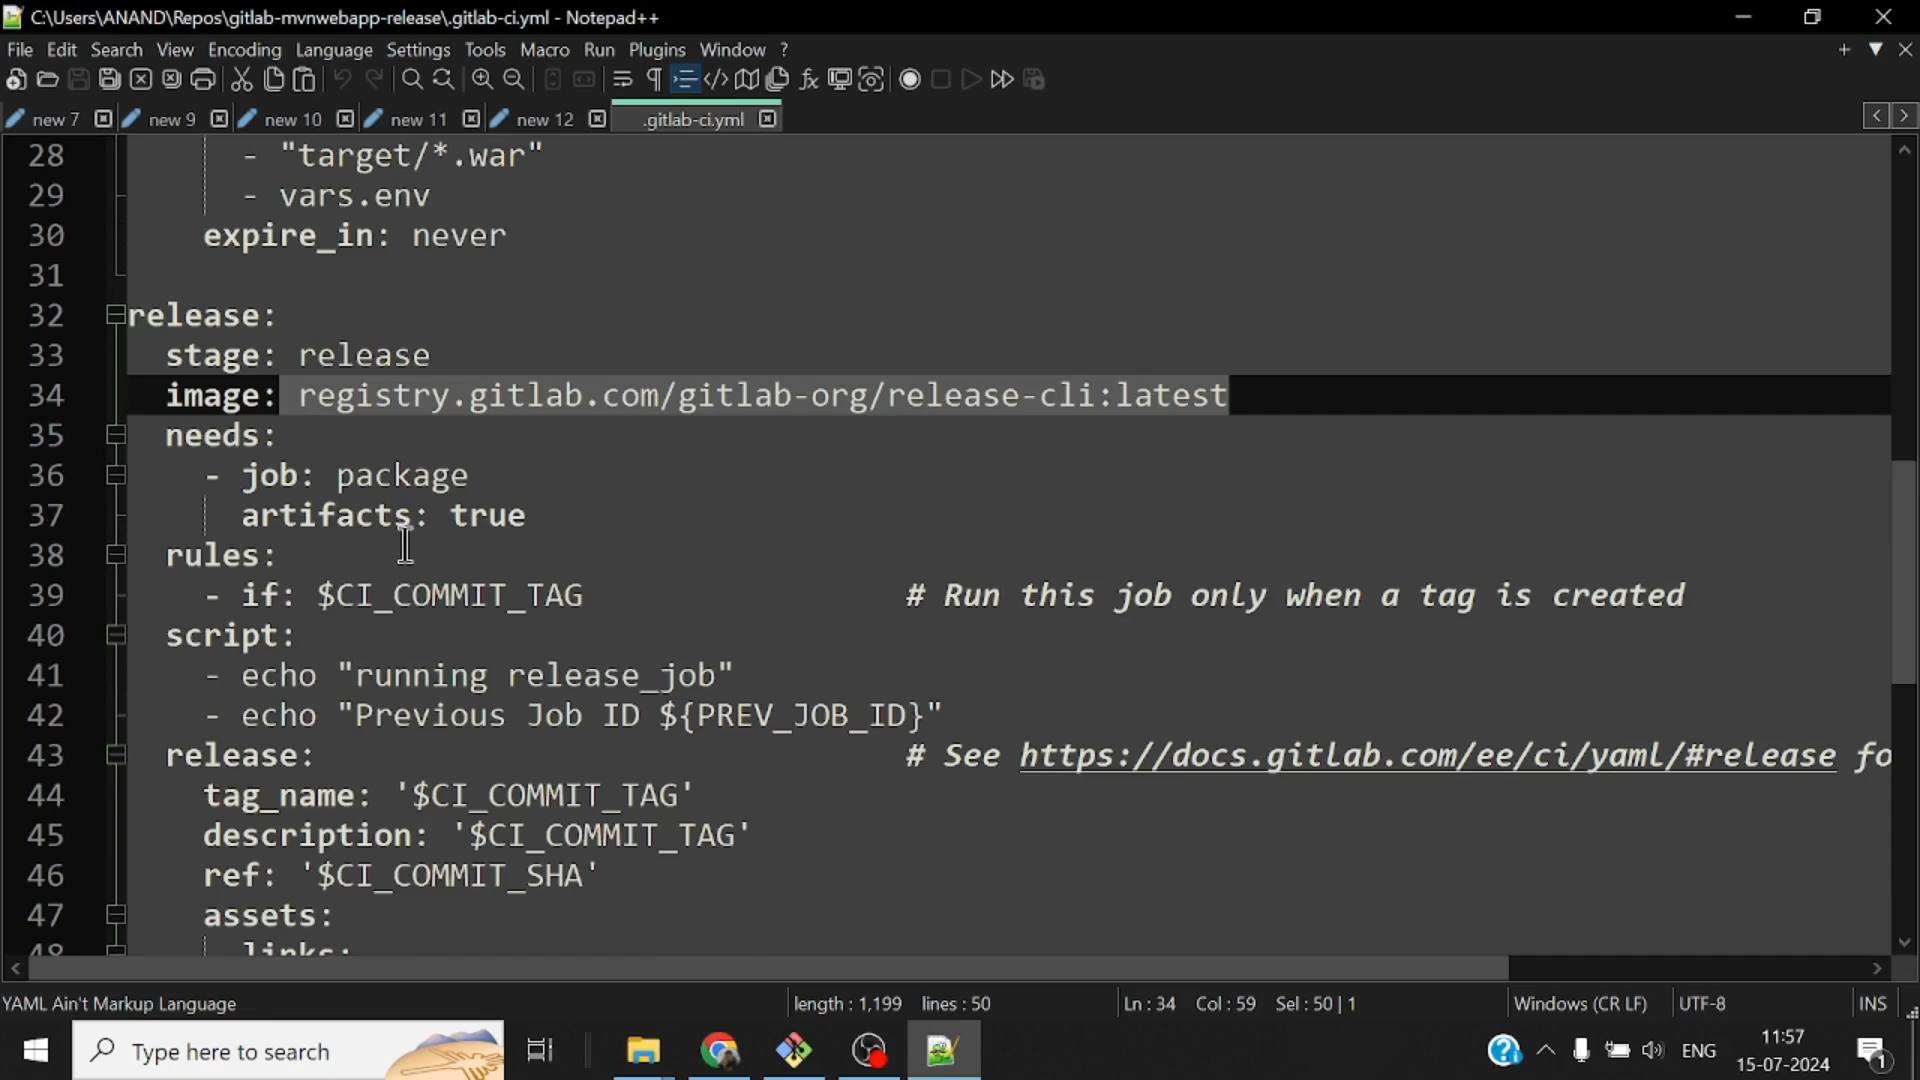 C:\Users\ANAND\Repos\gitlab-mvnwebapp-release\.gitlab-ci.yml - Notepad++
File Edit Search View Encoding Language Settings Tools Macro Run Plugins Window ?
new 7 new 9 new 10 new 11 new 12 .gitlab-ci.yml
28 - "target/*.war"
29 - vars.env
30 expire_in: never
31
32 release:
33 stage: release
34 image: registry.gitlab.com/gitlab-org/release-cli:latest
35 needs:
36 - job: package
37 artifacts: true
38 rules:
39 - if: $CI_COMMIT_TAG # Run this job only when a tag is created
40 script:
41 - echo "running release_job"
42 - echo "Previous Job ID ${PREV_JOB_ID}"
43 release: # See https://docs.gitlab.com/ee/ci/yaml/#release fo
44 tag_name: '$CI_COMMIT_TAG'
45 description: '$CI_COMMIT_TAG'
46 ref: '$CI_COMMIT_SHA'
47 assets:
48 links:
YAML Ain't Markup Language length : 1,199 lines : 50 Ln : 34 Col : 59 Sel : 50 | 1 Windows (CR LF) UTF-8 INS
Type here to search ENG 11:57
15-07-2024 1